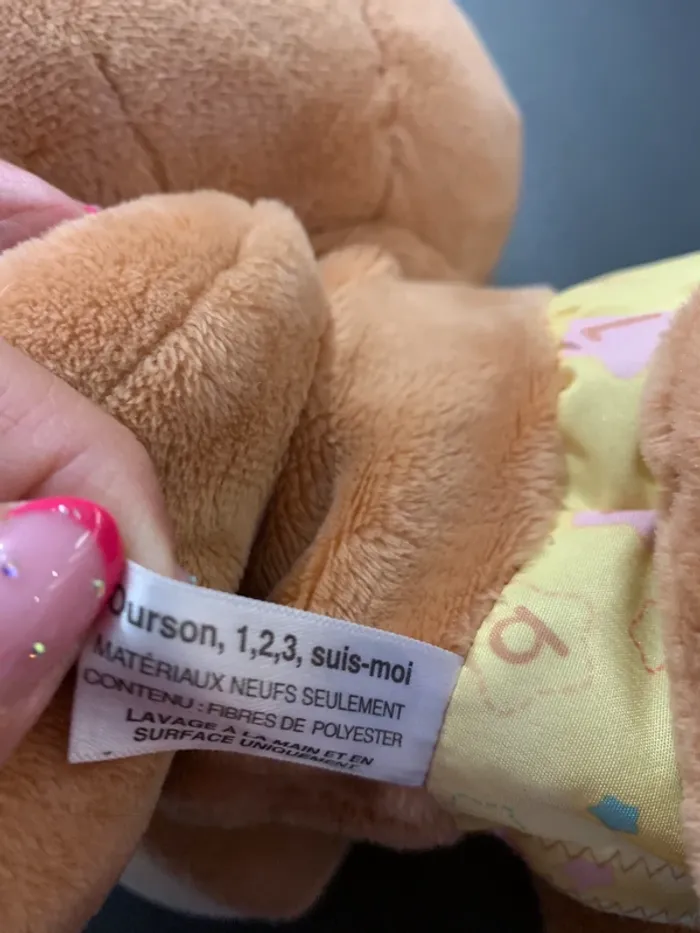 Ourson, 1,2,3, suis-moi
MATÉRIAUX NEUFS SEULEMENT
CONTENU : FIBRES DE POLYESTER
LAVAGE À LA MAIN ET EN
SURFACE UNIQUEMENT